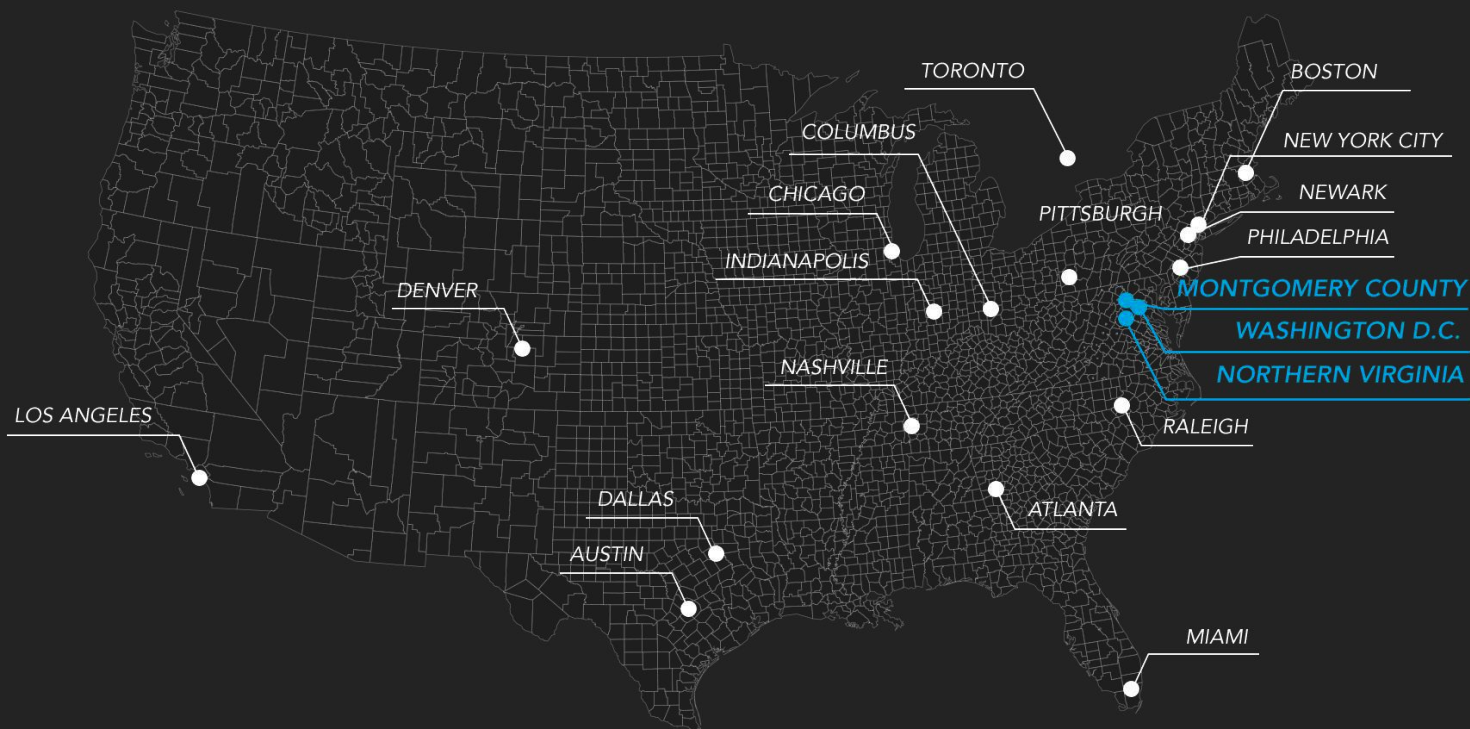 TORONTO
BOSTON
COLUMBUS
NEW YORK CITY
CHICAGO
NEWARK
PITTSBURGH
PHILADELPHIA
INDIANAPOLIS
DENVER
MONTGOMERY COUNTY
WASHINGTON D.C.
NASHVILLE
NORTHERN VIRGINIA
LOS ANGELES
RALEIGH
DALLAS
ATLANTA
AUSTIN
MIAMI